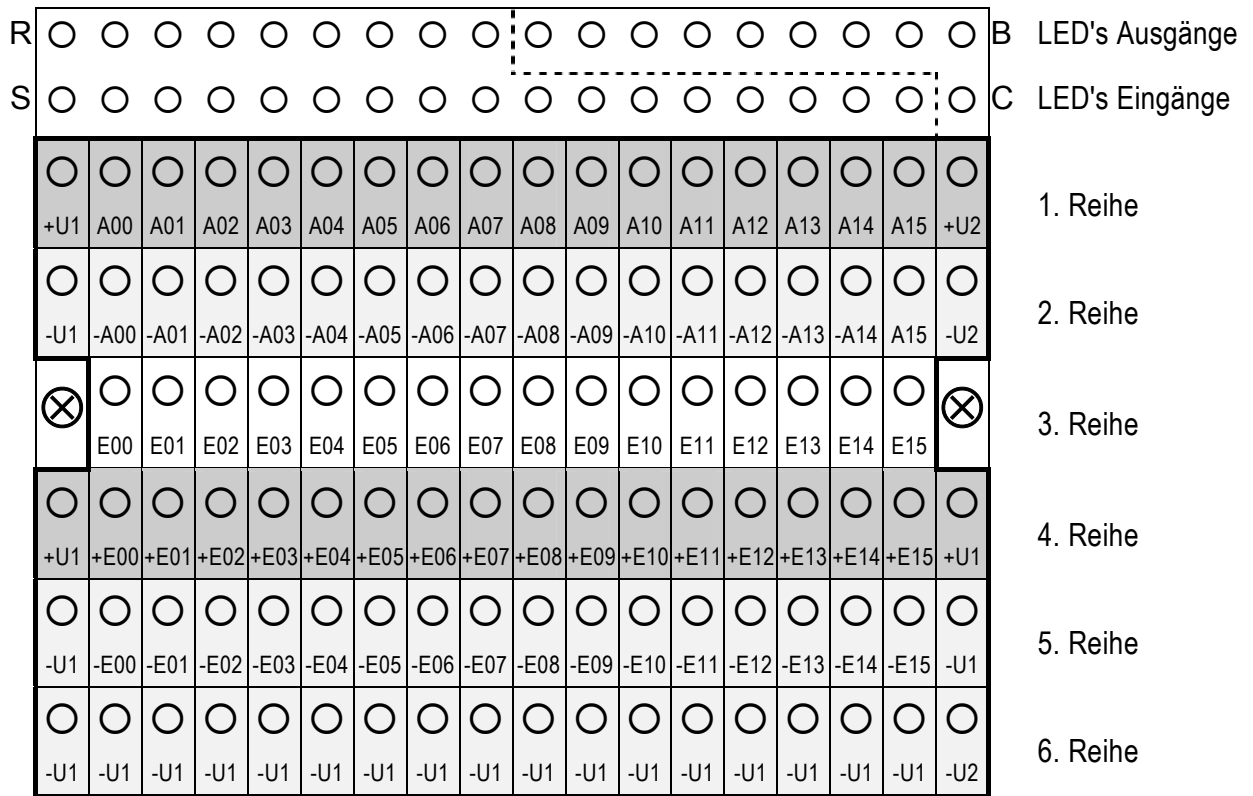 R B LED's Ausgänge
S C LED's Eingänge
+U1 A00 A01 A02 A03 A04 A05 A06 A07 A08 A09 A10 A11 A12 A13 A14 A15 +U2 1. Reihe
-U1 -A00 -A01 -A02 -A03 -A04 -A05 -A06 -A07 -A08 -A09 -A10 -A11 -A12 -A13 -A14 A15 -U2 2. Reihe
E00 E01 E02 E03 E04 E05 E06 E07 E08 E09 E10 E11 E12 E13 E14 E15 3. Reihe
+U1 +E00 +E01 +E02 +E03 +E04 +E05 +E06 +E07 +E08 +E09 +E10 +E11 +E12 +E13 +E14 +E15 +U1 4. Reihe
-U1 -E00 -E01 -E02 -E03 -E04 -E05 -E06 -E07 -E08 -E09 -E10 -E11 -E12 -E13 -E14 -E15 -U1 5. Reihe
-U1 -U1 -U1 -U1 -U1 -U1 -U1 -U1 -U1 -U1 -U1 -U1 -U1 -U1 -U1 -U1 -U1 -U2 6. Reihe